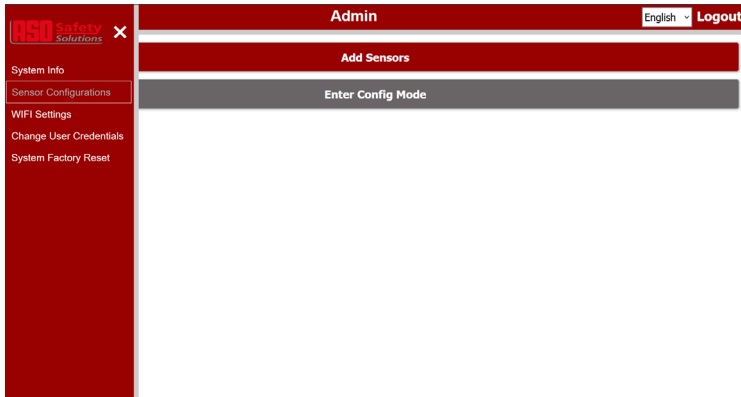 ASO Safety
Solutions
×
Admin
English
Logout
System Info
Sensor Configurations
WIFI Settings
Change User Credentials
System Factory Reset
Add Sensors
Enter Config Mode